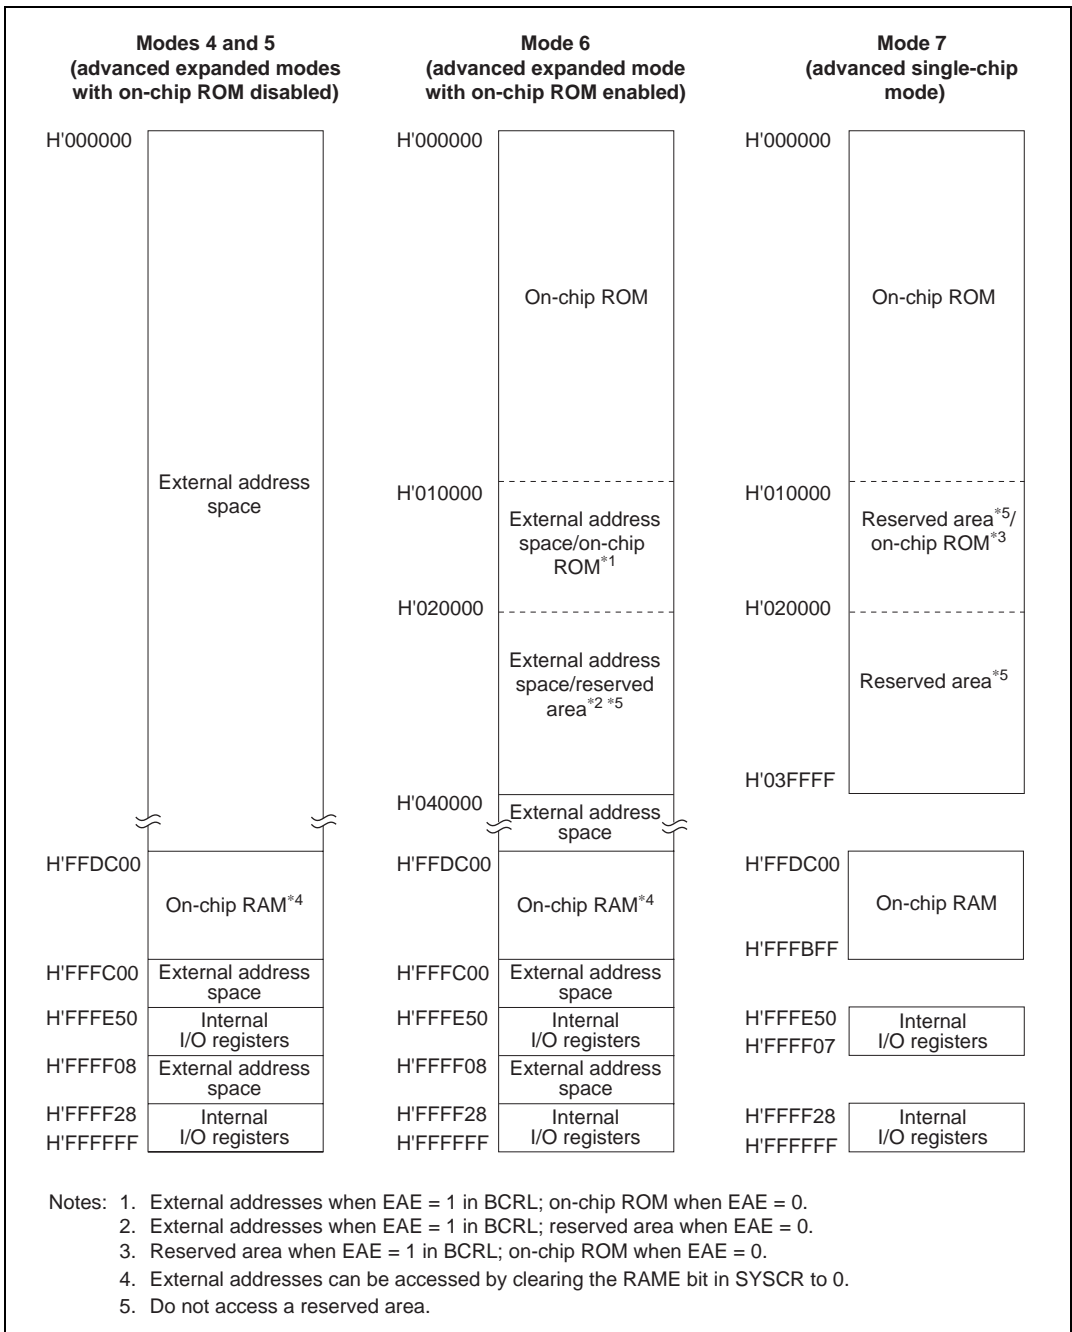 Modes 4 and 5
(advanced expanded modes
with on-chip ROM disabled)
Mode 6
(advanced expanded mode
with on-chip ROM enabled)
Mode 7
(advanced single-chip
mode)
H'000000
External address
space
H'FFDC00
On-chip RAM*4
H'FFFC00
External address
space
H'FFFE50
Internal
I/O registers
H'FFFF08
External address
space
H'FFFF28
Internal
I/O registers
H'FFFFFF
H'000000
On-chip ROM
H'010000
External address
space/on-chip
ROM*1
H'020000
External address
space/reserved
area*2 *5
H'040000
External address
space
H'FFDC00
On-chip RAM*4
H'FFFC00
External address
space
H'FFFE50
Internal
I/O registers
H'FFFF08
External address
space
H'FFFF28
Internal
I/O registers
H'FFFFFF
H'000000
On-chip ROM
H'010000
Reserved area*5/
on-chip ROM*3
H'020000
Reserved area*5
H'03FFFF
H'FFDC00
On-chip RAM
H'FFFBFF
H'FFFE50
Internal
I/O registers
H'FFFF07
H'FFFF28
Internal
I/O registers
H'FFFFFF
Notes: 1. External addresses when EAE = 1 in BCRL; on-chip ROM when EAE = 0.
2. External addresses when EAE = 1 in BCRL; reserved area when EAE = 0.
3. Reserved area when EAE = 1 in BCRL; on-chip ROM when EAE = 0.
4. External addresses can be accessed by clearing the RAME bit in SYSCR to 0.
5. Do not access a reserved area.